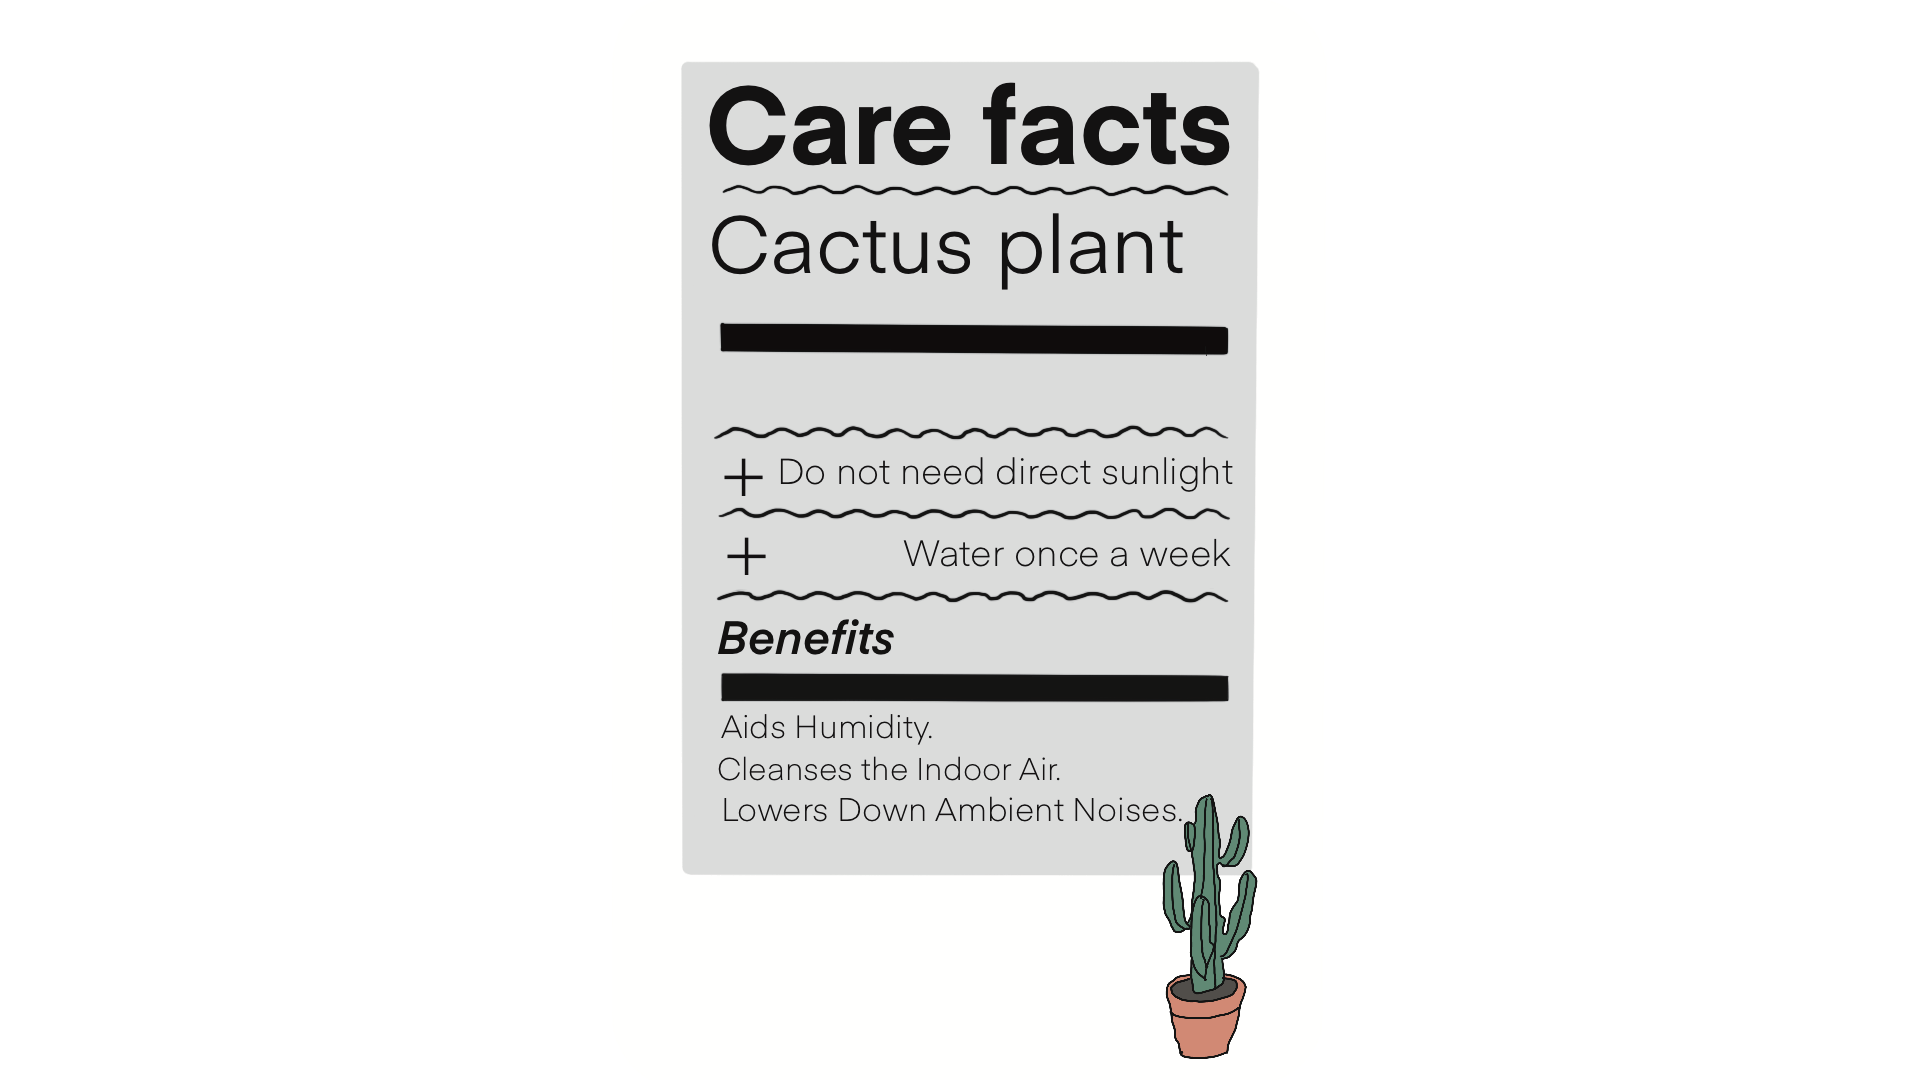 Care facts
Cactus plant
+ Do not need direct sunlight
+ Water once a week
Benefits
Aids Humidity.
Cleanses the Indoor Air.
Lowers Down Ambient Noises.